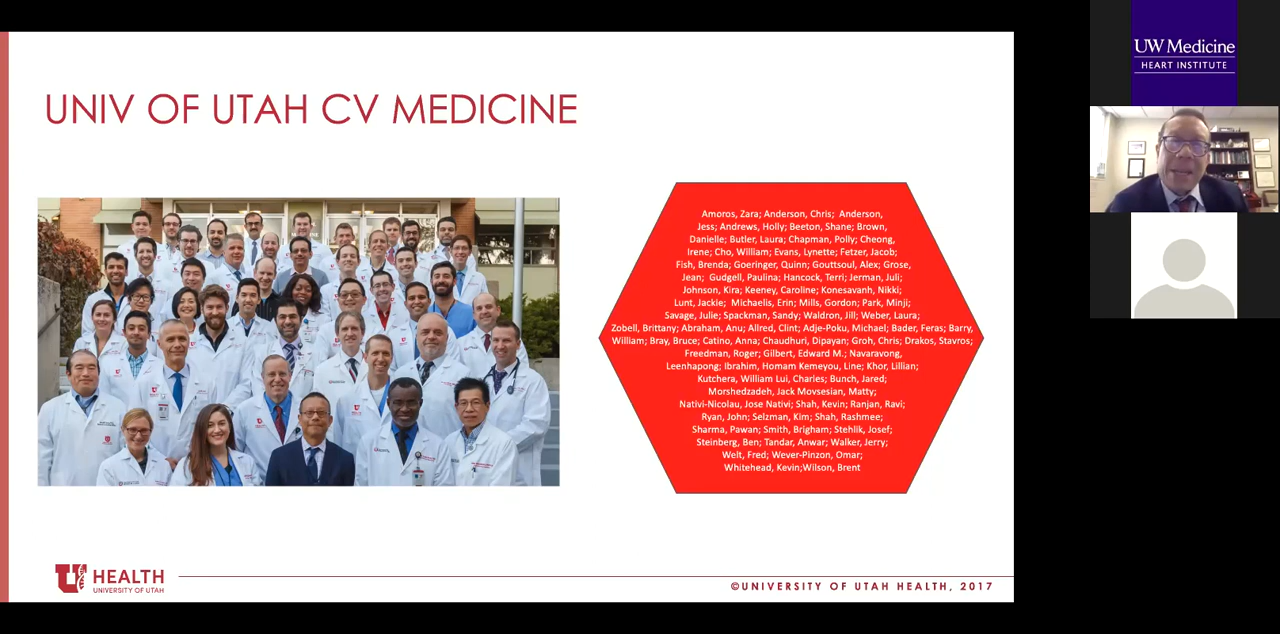 UNIV OF UTAH CV MEDICINE
Amoros, Zara; Anderson, Chris; Anderson,
Jess; Andrews, Holly; Beeton, Shane; Brown,
Danielle; Butler, Laura; Chapman, Polly; Cheong,
Irene; Cho, William; Evans, Lynette; Fetzer, Jacob;
Fish, Brenda; Goeringer, Quinn; Gouttsoul, Alex; Grose,
Jean; Gudgell, Paulina; Hancock, Terri; Jerman, Juli;
Johnson, Kira; Keeney, Caroline; Konesavanh, Nikki;
Lunt, Jackie; Michaelis, Erin; Mills, Gordon; Park, Minji;
Savage, Julie; Spackman, Sandy; Waldron, Jill; Weber, Laura;
Zobell, Brittany; Abraham, Anu; Allred, Clint; Adje-Poku, Michael; Bader, Feras; Barry,
William; Bray, Bruce; Catino, Anna; Chaudhuri, Dipayan; Groh, Chris; Drakos, Stavros;
Freedman, Roger; Gilbert, Edward M.; Navaravong,
Leenhapong; Ibrahim, Homam Kemeyou, Line; Khor, Lillian;
Kutchera, William Lui, Charles; Bunch, Jared;
Morshedzadeh, Jack Movsesian, Matty;
Nativi-Nicolau, Jose Nativi; Shah, Kevin; Ranjan, Ravi;
Ryan, John; Selzman, Kim; Shah, Rashmee;
Sharma, Pawan; Smith, Brigham; Stehlik, Josef;
Steinberg, Ben; Tandar, Anwar; Walker, Jerry;
Welt, Fred; Wever-Pinzon, Omar;
Whitehead, Kevin;Wilson, Brent
U HEALTH
UNIVERSITY OF UTAH
©UNIVERSITY OF UTAH HEALTH, 2017
UW Medicine
HEART INSTITUTE